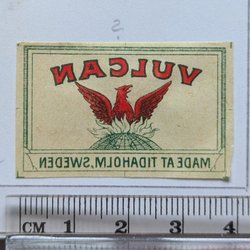 ?
VULCAN
MADE AT TIDAHOLM, SWEDEN
CM 1 2 3 4